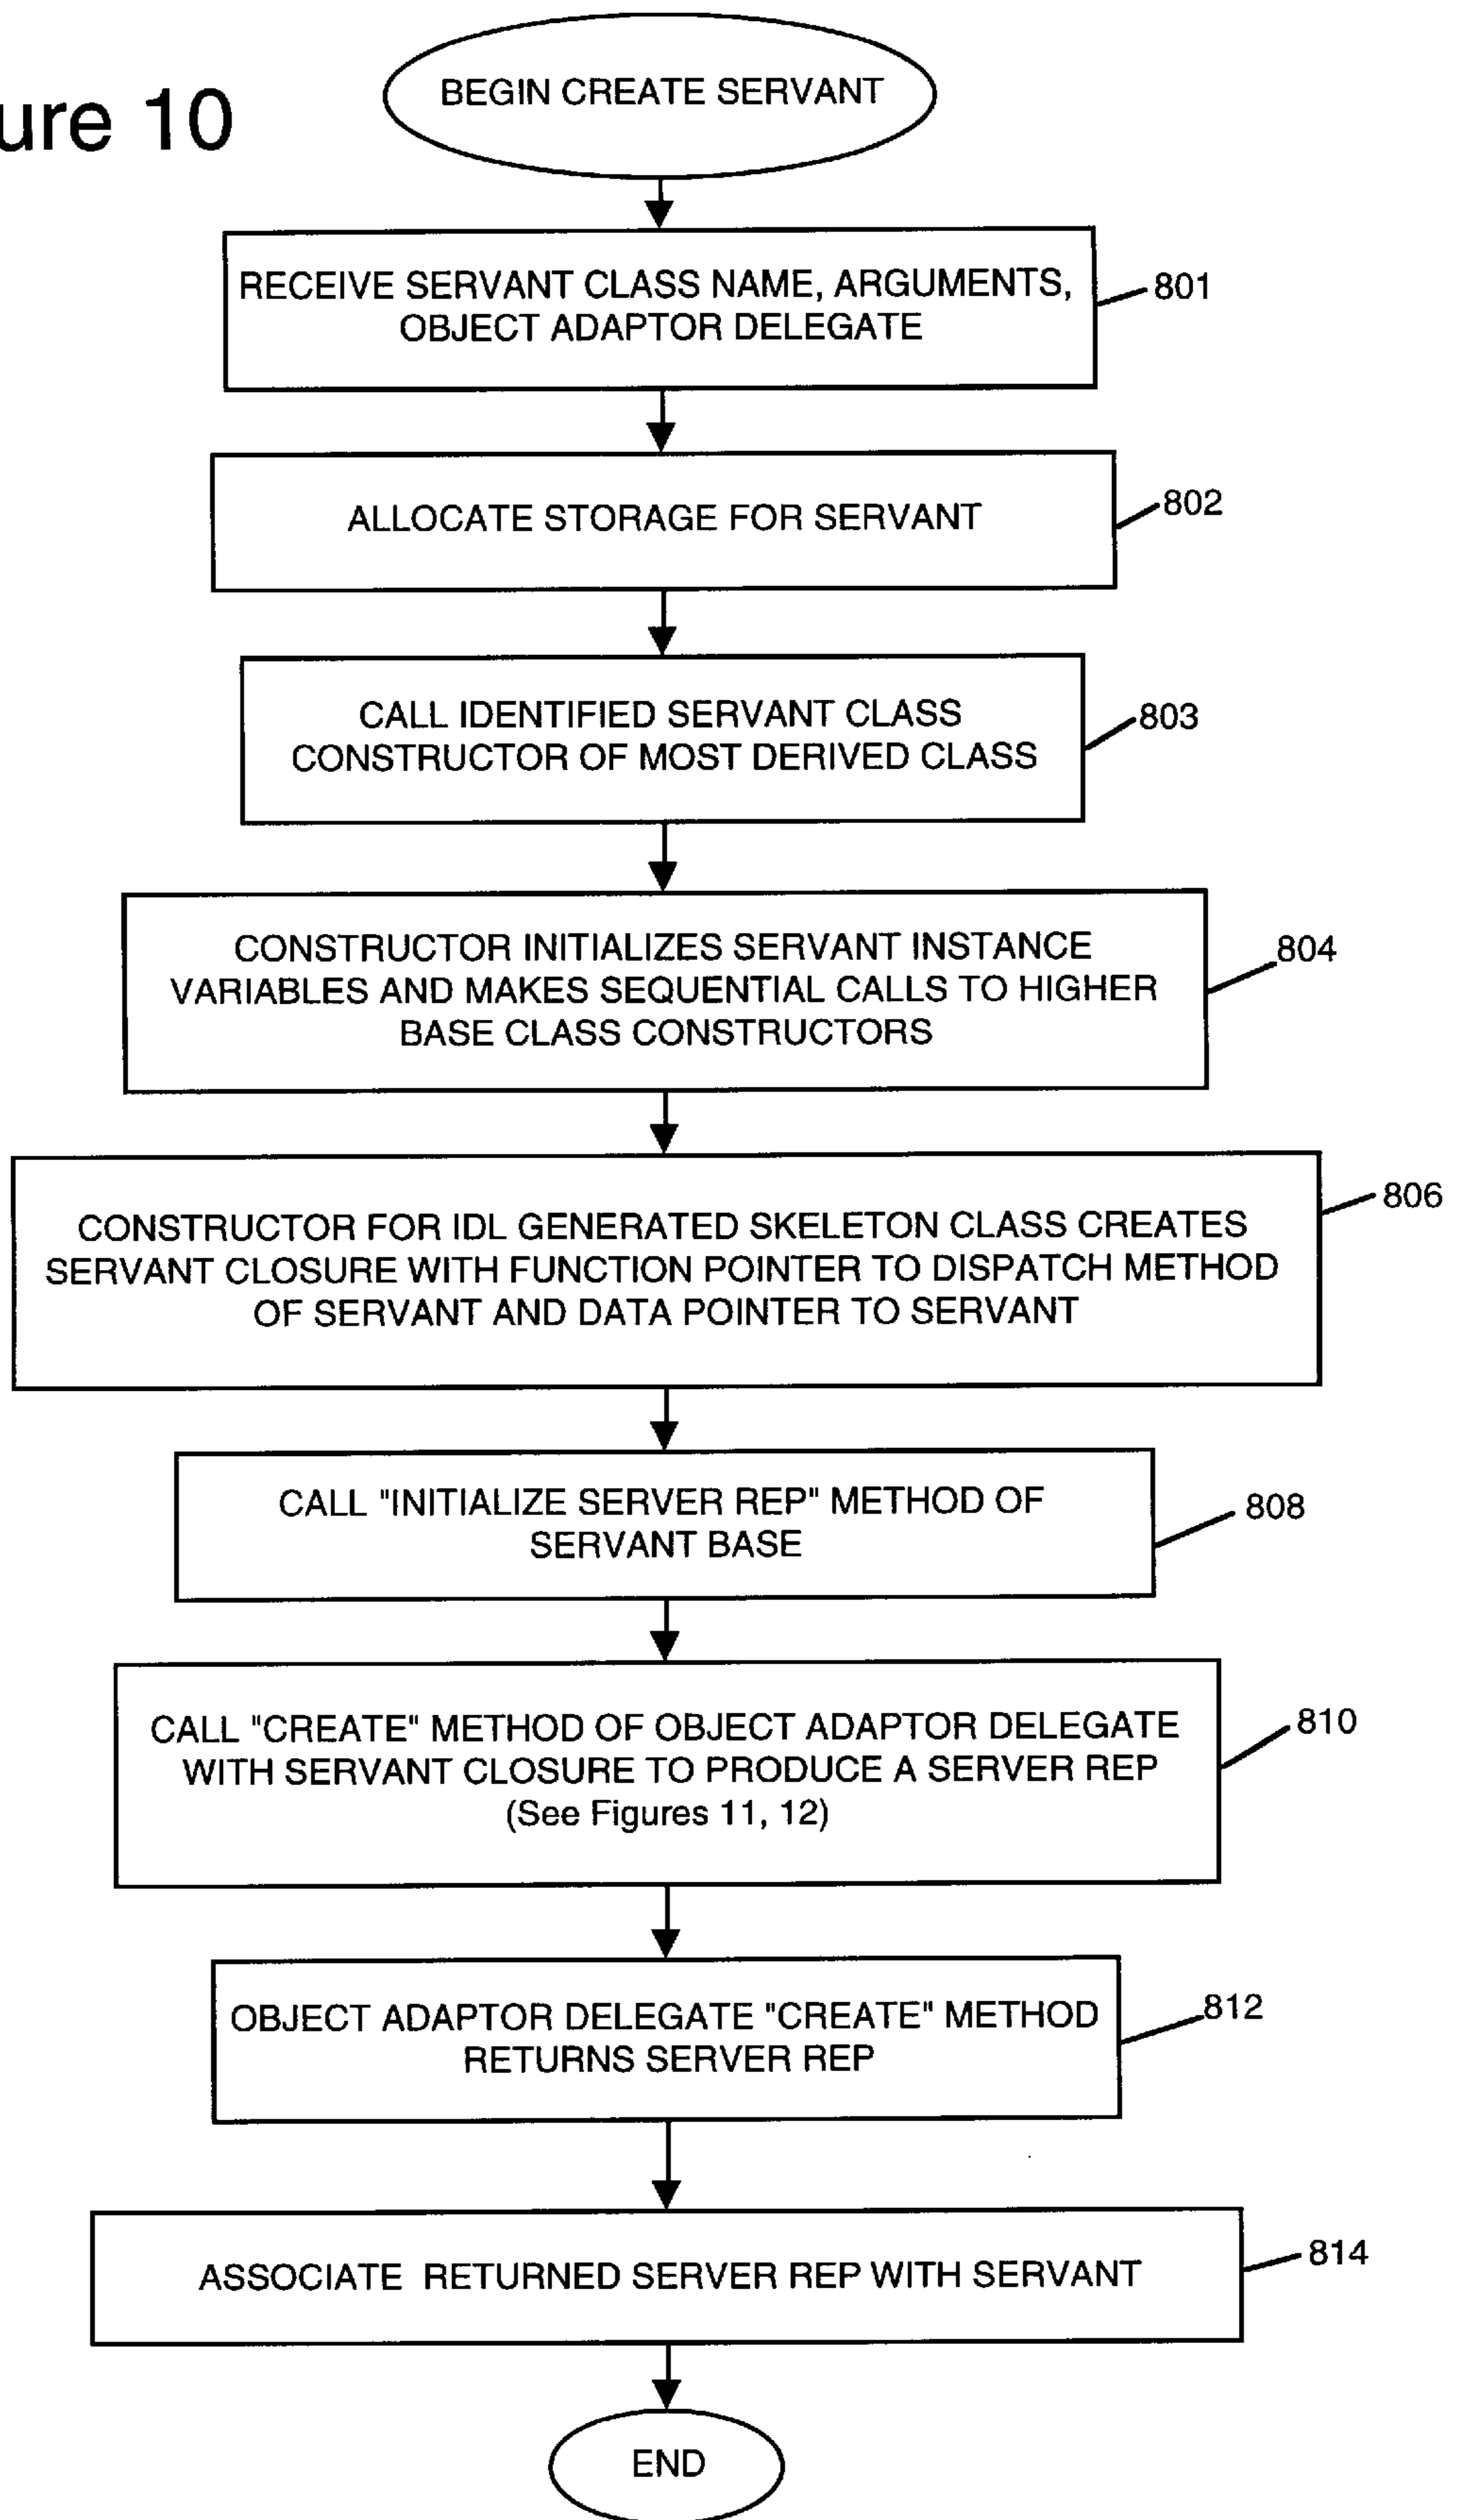 ure 10
BEGIN CREATE SERVANT
RECEIVE SERVANT CLASS NAME, ARGUMENTS,
OBJECT ADAPTOR DELEGATE
801
ALLOCATE STORAGE FOR SERVANT
802
CALL IDENTIFIED SERVANT CLASS
CONSTRUCTOR OF MOST DERIVED CLASS
803
CONSTRUCTOR INITIALIZES SERVANT INSTANCE
VARIABLES AND MAKES SEQUENTIAL CALLS TO HIGHER
BASE CLASS CONSTRUCTORS
804
CONSTRUCTOR FOR IDL GENERATED SKELETON CLASS CREATES
SERVANT CLOSURE WITH FUNCTION POINTER TO DISPATCH METHOD
OF SERVANT AND DATA POINTER TO SERVANT
806
CALL "INITIALIZE SERVER REP" METHOD OF
SERVANT BASE
808
CALL "CREATE" METHOD OF OBJECT ADAPTOR DELEGATE
WITH SERVANT CLOSURE TO PRODUCE A SERVER REP
(See Figures 11, 12)
810
OBJECT ADAPTOR DELEGATE "CREATE" METHOD
RETURNS SERVER REP
812
ASSOCIATE RETURNED SERVER REP WITH SERVANT
814
END